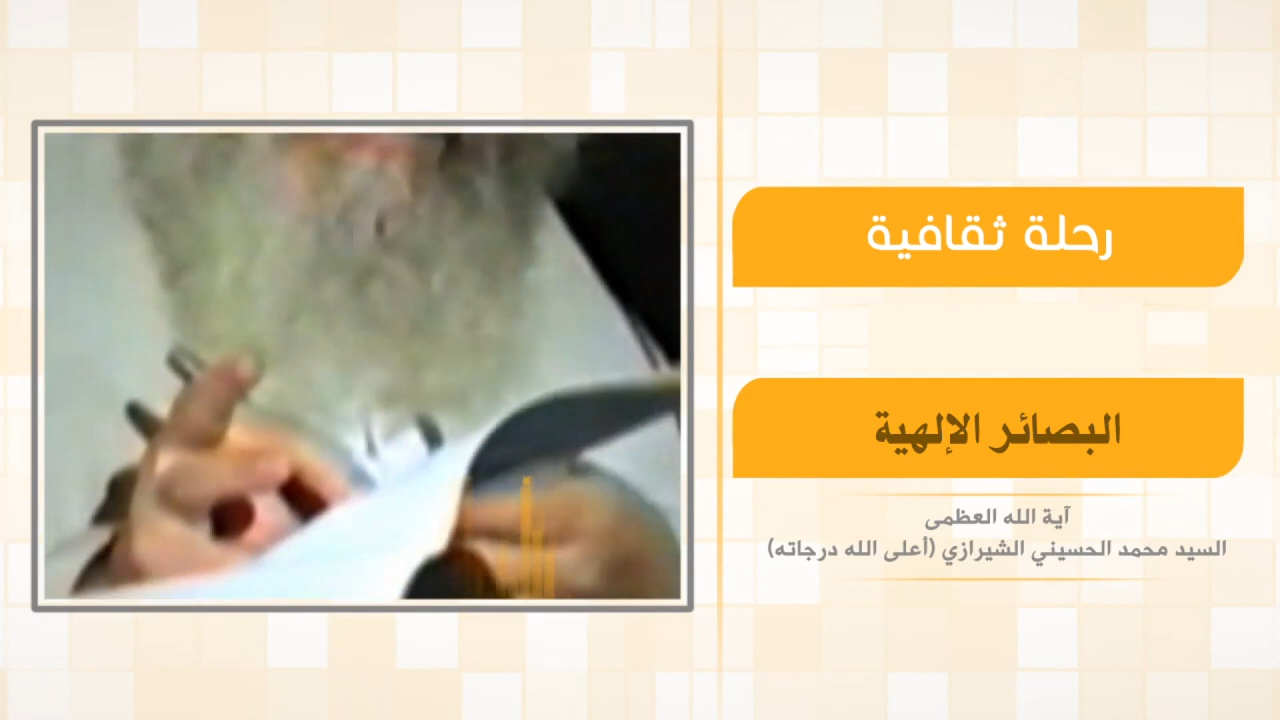 رحلة ثقافية
البصائر الإلهية
آية الله العظمى
السيد محمد الحسيني الشيرازي (أعلى الله درجاته)